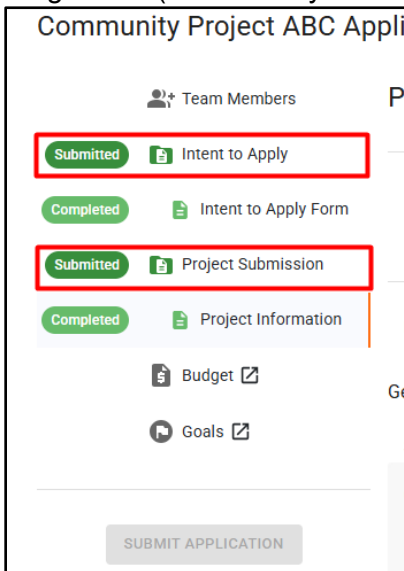 Community Project ABC Appli
Team Members
P
Submitted Intent to Apply
Completed Intent to Apply Form
Submitted Project Submission
Completed Project Information
Budget
Ge
Goals
SUBMIT APPLICATION